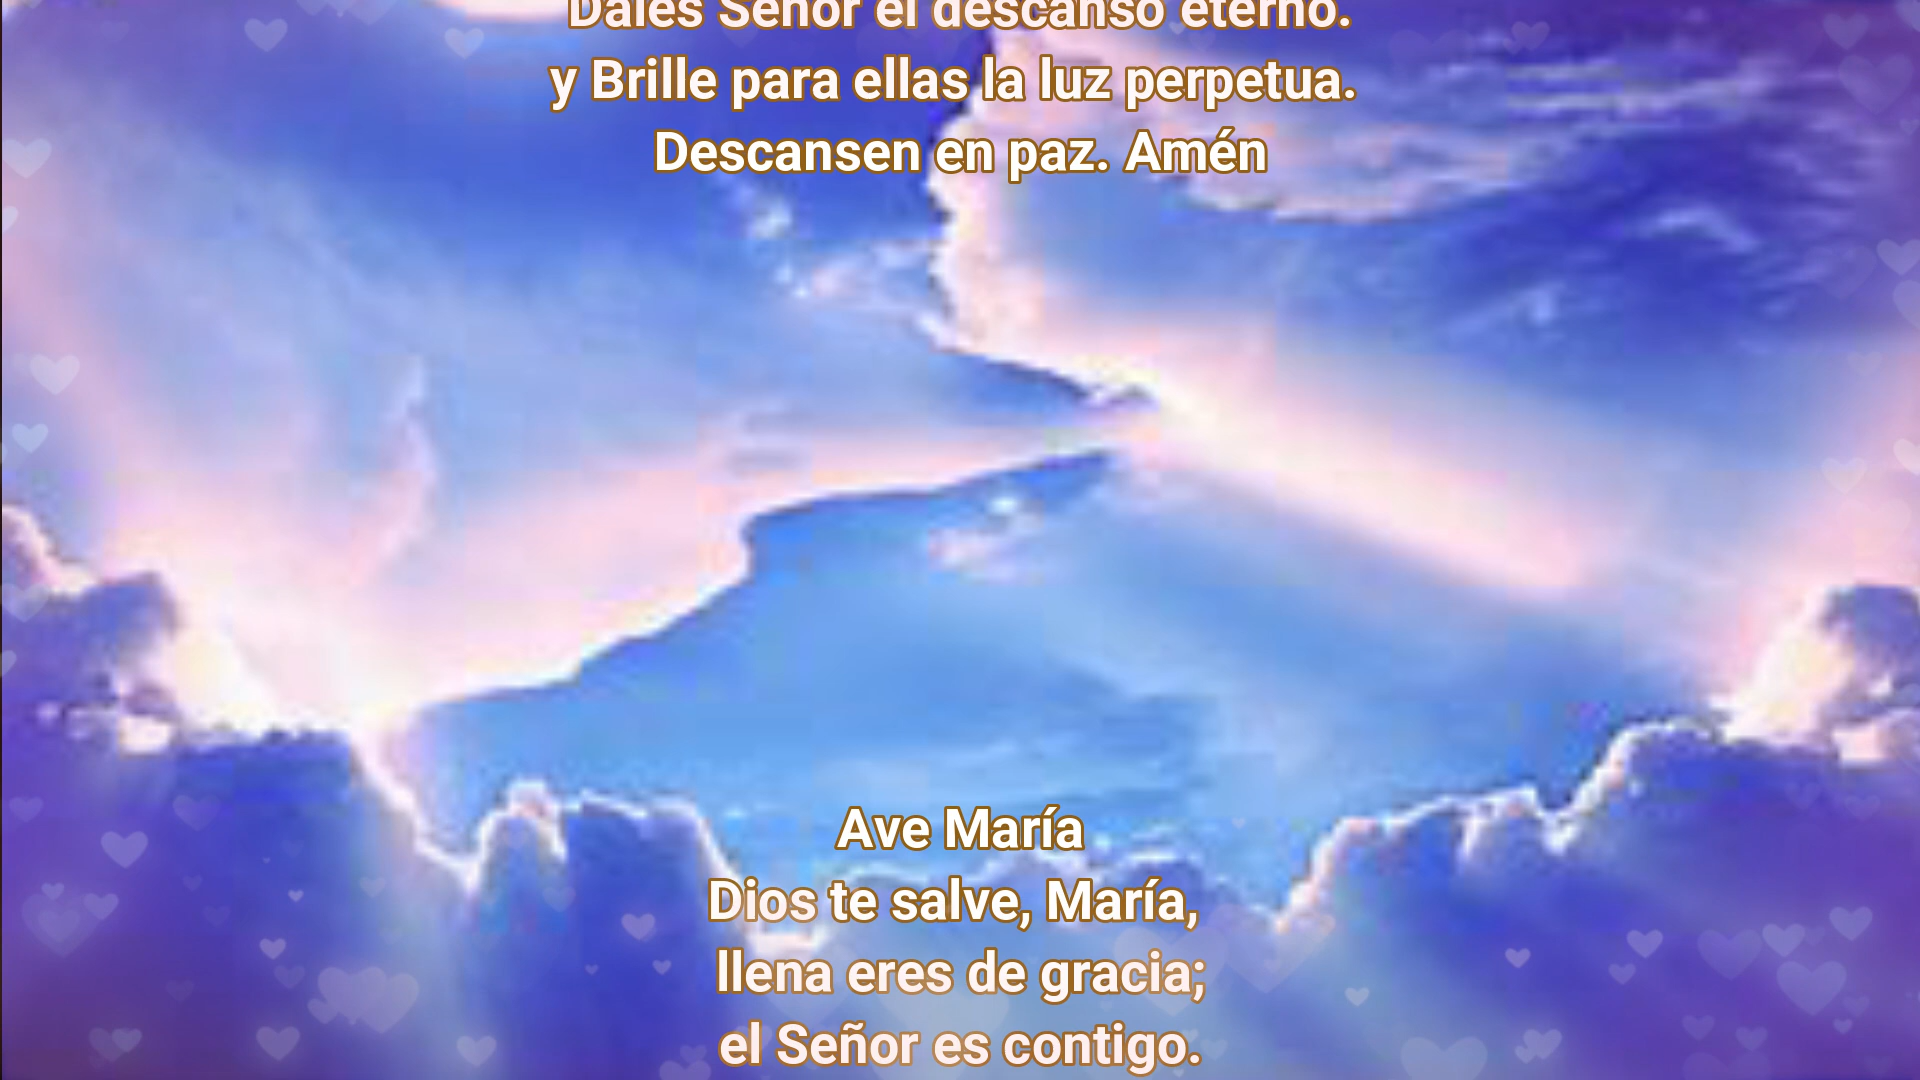 Dales Señor el descanso eterno.
y Brille para ellas la luz perpetua.
Descansen en paz. Amén
Ave María
Dios te salve, María,
llena eres de gracia;
el Señor es contigo.